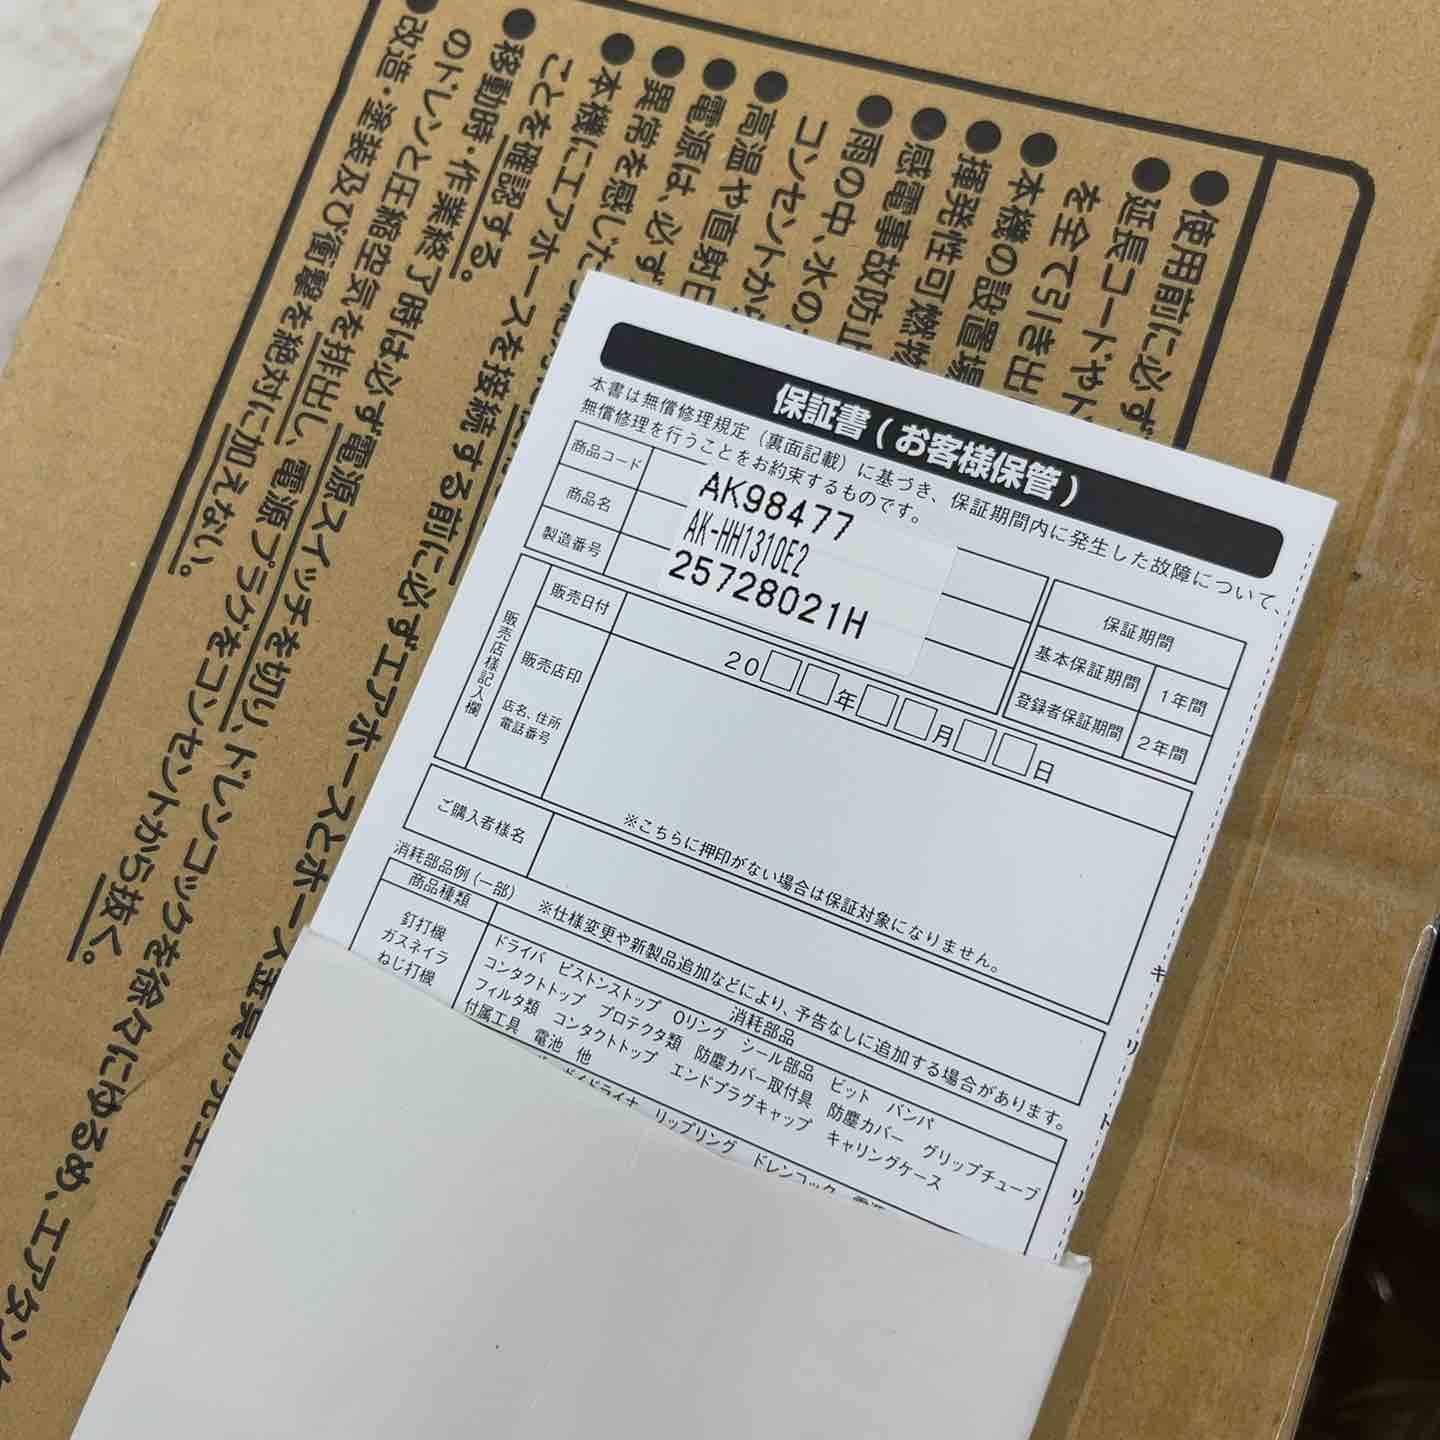 ●使用前に必ず
●延長コードやド
を全て引き出
●本機の設置場
●揮発性可燃物
●感電事故防止
●雨の中、水の
コンセントから
●高温や直射日
●電源は、必ず
●異常を感じた
●本機にエアホースを接続する前に必ずエアホースとホース
ことを確認する。
●移動時・作業終了時は必ず電源スイッチを切り、ドレンコックを徐々にゆるめ、エアタンク
のドレンと圧縮空気を排出し、電源プラグをコンセントから抜く。
●改造・塗装及び衝撃を絶対に加えない。
保証書(お客様保管)
本書は無償修理規定(裏面記載)に基づき、保証期間内に発生した故障について、
無償修理を行うことをお約束するものです。
商品コード
AK98477
商品名
AK-HH1310E2
製造番号
25728021H
保証期間
基本保証期間 1年間
登録者保証期間 2年間
販売店様記入欄
販売日付
20□□年□□月□□日
販売店印
店名、住所
電話番号
※こちらに押印がない場合は保証対象になりません。
ご購入者様名
消耗部品例(一部) ※仕様変更や新製品追加などにより、予告なしに追加する場合があります。
商品種類 消耗部品
釘打機
ガスネイラ
ねじ打機
ドライバ ピストンストップ Oリング シール部品 ビット バンパ
コンタクトトップ プロテクタ類 防塵カバー取付具 防塵カバー グリップチューブ
フィルタ類 コンタクトトップ エンドプラグキャップ キャリングケース
付属工具 電池 他
リップリング ドレンコック